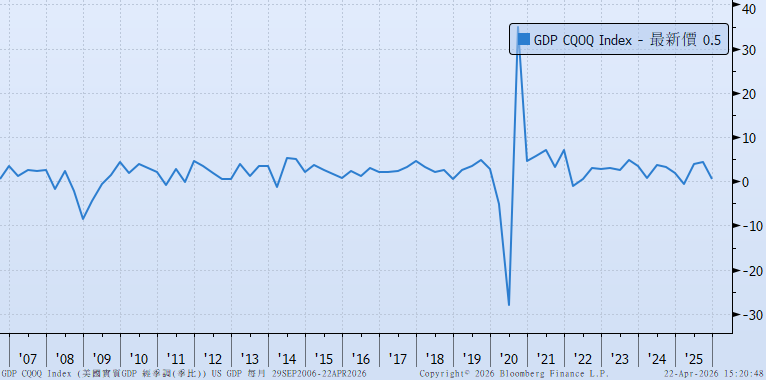 GDP CQOQ Index - 最新價 0.5
40
30
20
10
0
-10
-20
-30
'07 '08 '09 '10 '11 '12 '13 '14 '15 '16 '17 '18 '19 '20 '21 '22 '23 '24 '25
GDP CQOQ Index (美國實質GDP 經季調(季比)) US GDP 每月 29SEP2006-22APR2026 Copyright© 2026 Bloomberg Finance L.P. 22-Apr-2026 15:20:48